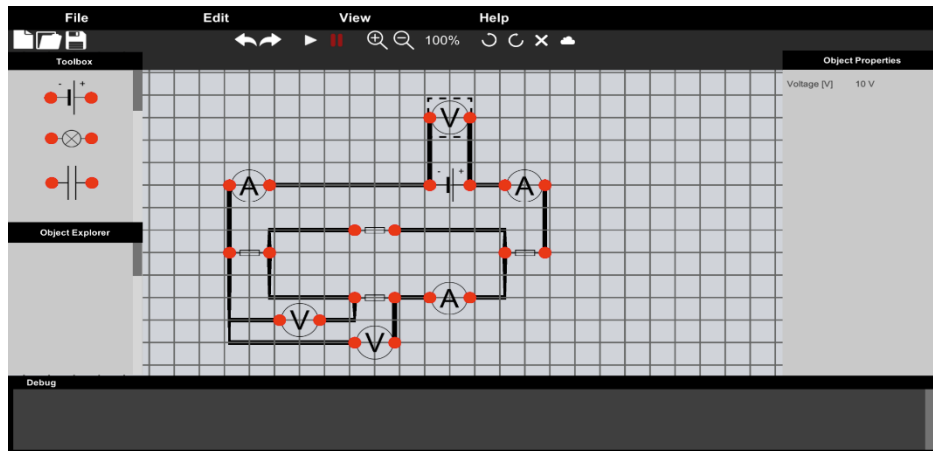 File Edit View Help
100%
Toolbox
Object Properties
- +
Voltage [V] 10 V
V
- +
A A
Object Explorer
A
V
V
Debug